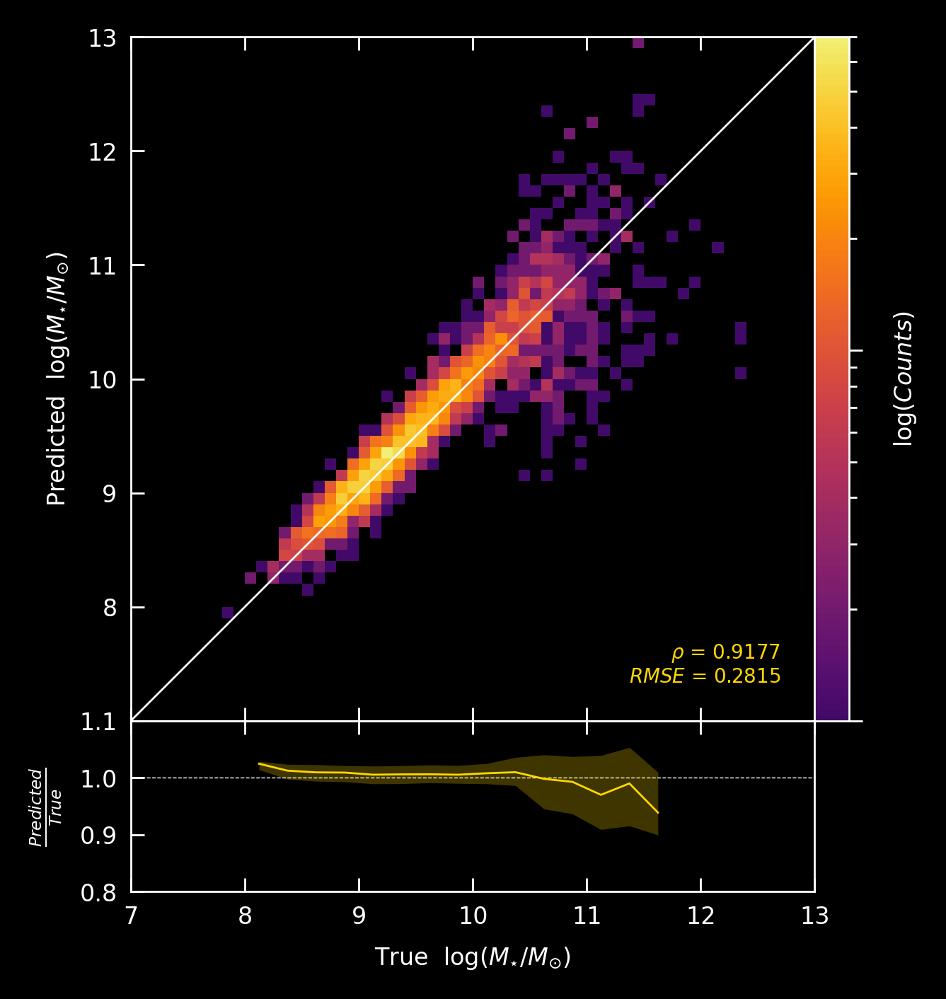 13
12
11
10
9
8
Predicted log(M⋆/M⊙)
log(Counts)
ρ = 0.9177
RMSE = 0.2815
1.1
1.0
0.9
0.8
Predicted
True
7 8 9 10 11 12 13
True log(M⋆/M⊙)